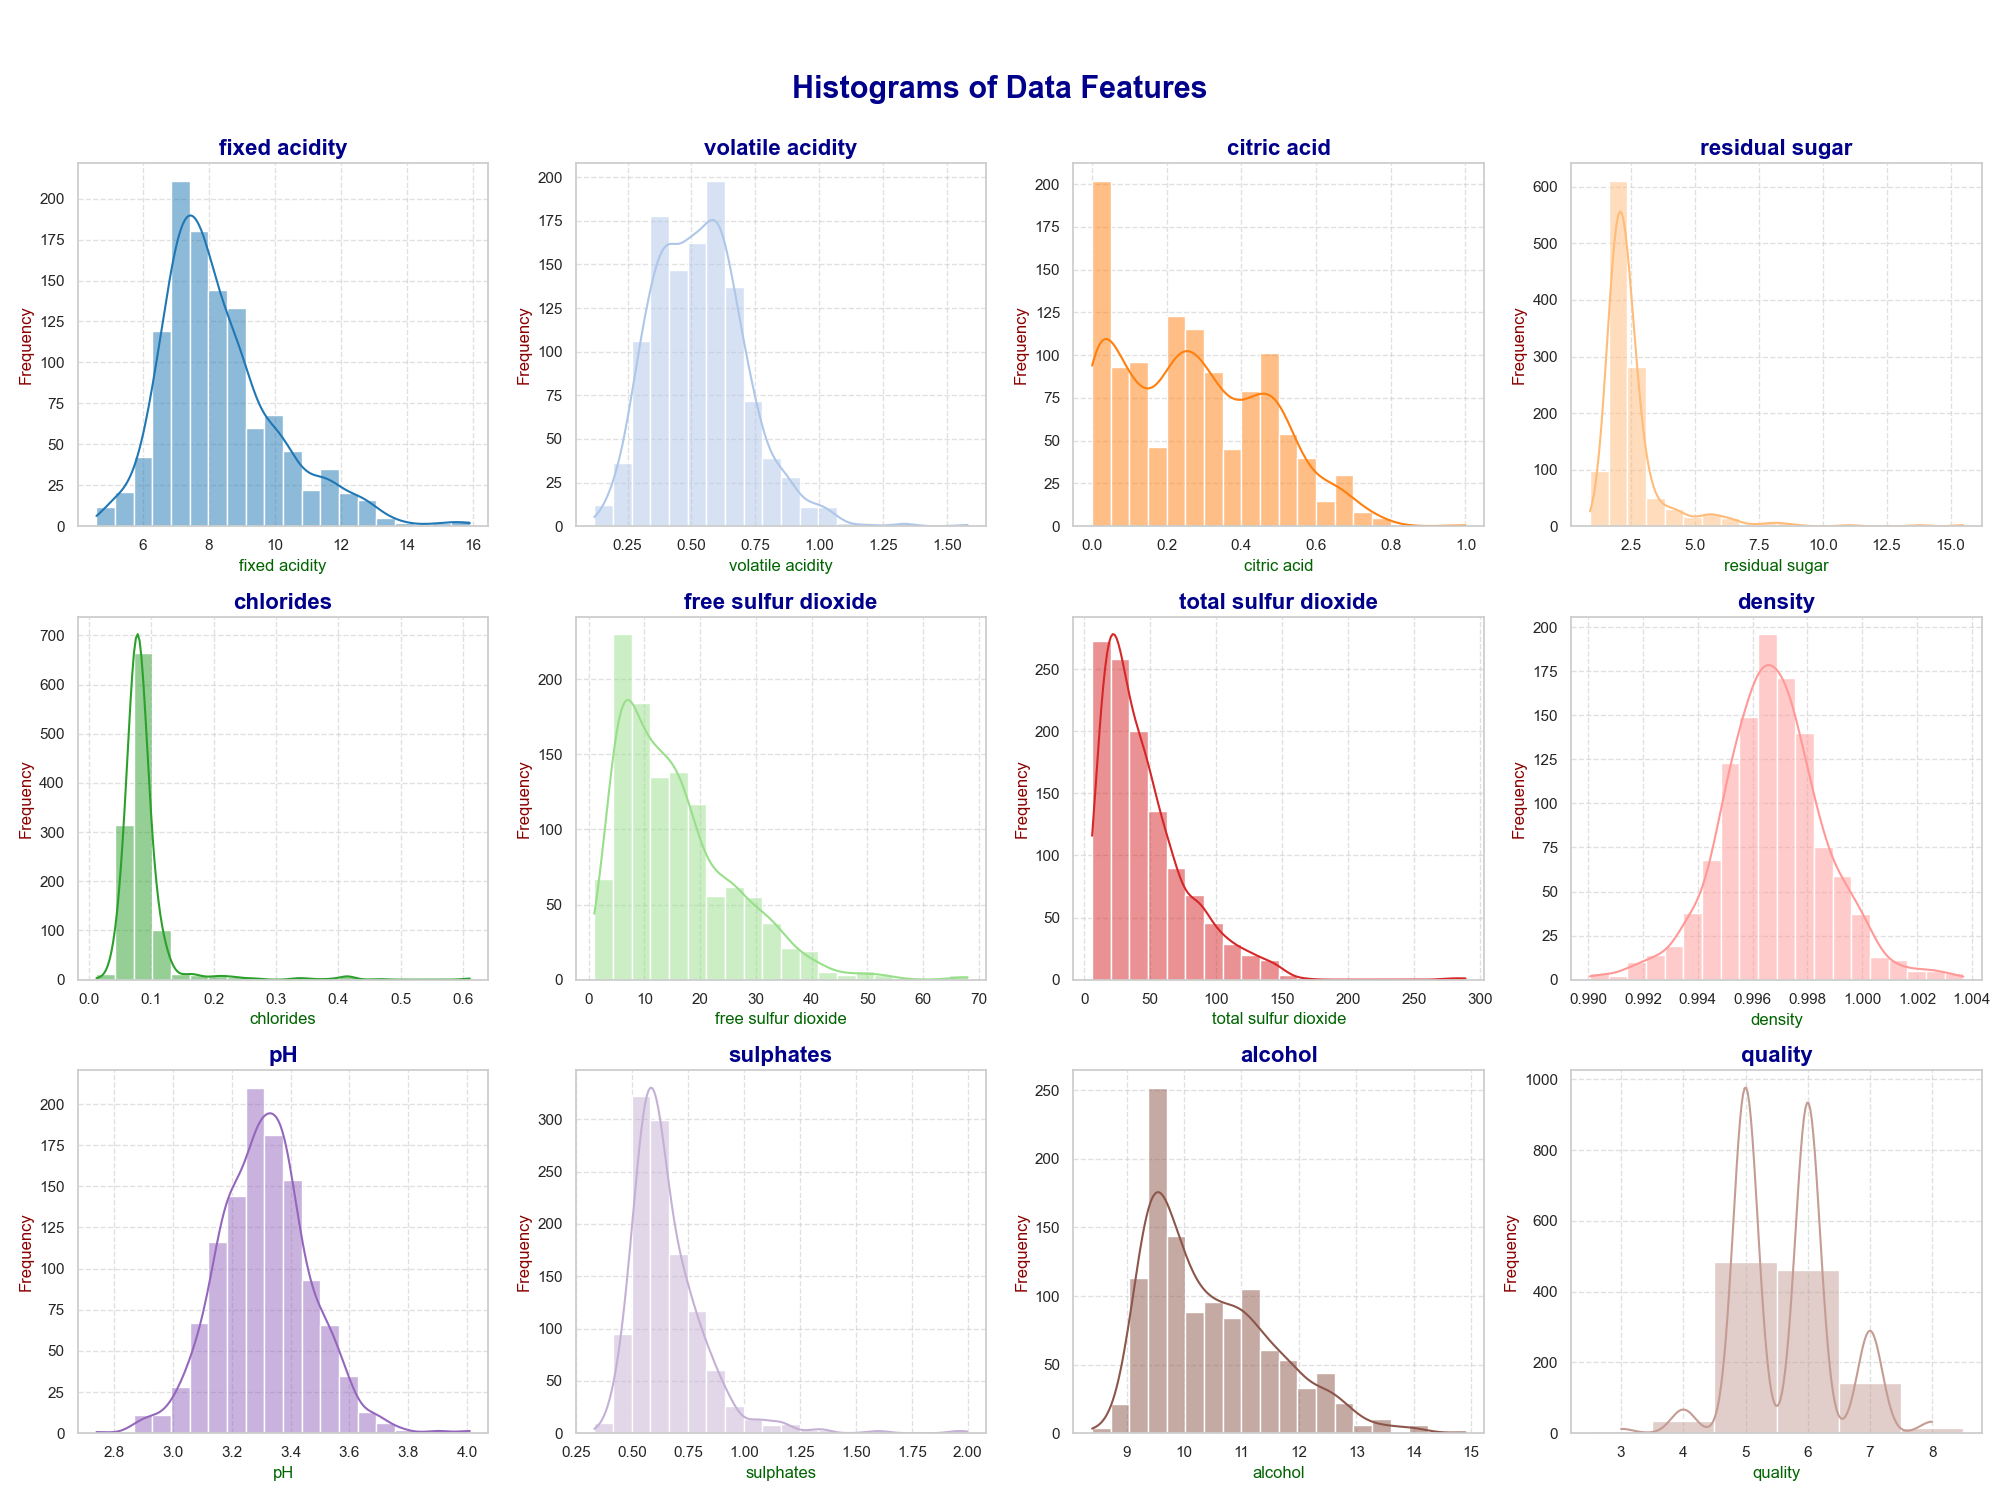 Histograms of Data Features
fixed acidity
Frequency
200
175
150
125
100
75
50
25
0
6 8 10 12 14 16
fixed acidity
volatile acidity
Frequency
200
175
150
125
100
75
50
25
0
0.25 0.50 0.75 1.00 1.25 1.50
volatile acidity
citric acid
Frequency
200
175
150
125
100
75
50
25
0
0.0 0.2 0.4 0.6 0.8 1.0
citric acid
residual sugar
Frequency
600
500
400
300
200
100
0
2.5 5.0 7.5 10.0 12.5 15.0
residual sugar
chlorides
Frequency
700
600
500
400
300
200
100
0
0.0 0.1 0.2 0.3 0.4 0.5 0.6
chlorides
free sulfur dioxide
Frequency
200
150
100
50
0
0 10 20 30 40 50 60 70
free sulfur dioxide
total sulfur dioxide
Frequency
250
200
150
100
50
0
0 50 100 150 200 250 300
total sulfur dioxide
density
Frequency
200
175
150
125
100
75
50
25
0
0.990 0.992 0.994 0.996 0.998 1.000 1.002 1.004
density
pH
Frequency
200
175
150
125
100
75
50
25
0
2.8 3.0 3.2 3.4 3.6 3.8 4.0
pH
sulphates
Frequency
300
250
200
150
100
50
0
0.25 0.50 0.75 1.00 1.25 1.50 1.75 2.00
sulphates
alcohol
Frequency
250
200
150
100
50
0
9 10 11 12 13 14 15
alcohol
quality
Frequency
1000
800
600
400
200
0
3 4 5 6 7 8
quality